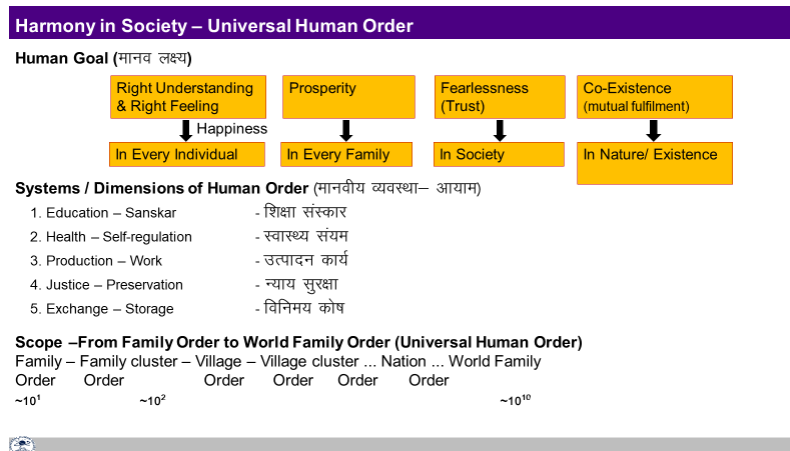 Harmony in Society – Universal Human Order
Human Goal (मानव लक्ष्य)
Right Understanding & Right Feeling
Prosperity
Fearlessness (Trust)
Co-Existence (mutual fulfilment)
Happiness
In Every Individual
In Every Family
In Society
In Nature/ Existence
Systems / Dimensions of Human Order (मानवीय व्यवस्था– आयाम)
1. Education – Sanskar - शिक्षा संस्कार
2. Health – Self-regulation - स्वास्थ्य संयम
3. Production – Work - उत्पादन कार्य
4. Justice – Preservation - न्याय सुरक्षा
5. Exchange – Storage - विनिमय कोष
Scope –From Family Order to World Family Order (Universal Human Order)
Family – Family cluster – Village – Village cluster ... Nation ... World Family
Order Order Order Order Order Order
~10¹ ~10² ~10¹⁰